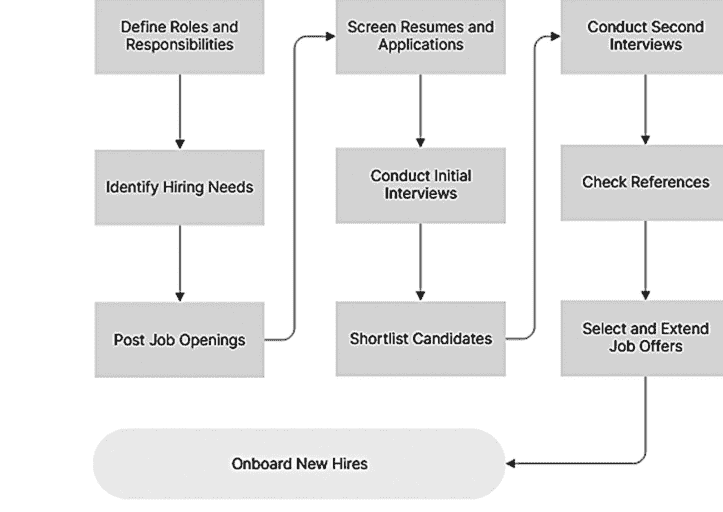 Define Roles and
Responsibilities
Identify Hiring Needs
Post Job Openings
Screen Resumes and
Applications
Conduct Initial
Interviews
Shortlist Candidates
Conduct Second
Interviews
Check References
Select and Extend
Job Offers
Onboard New Hires